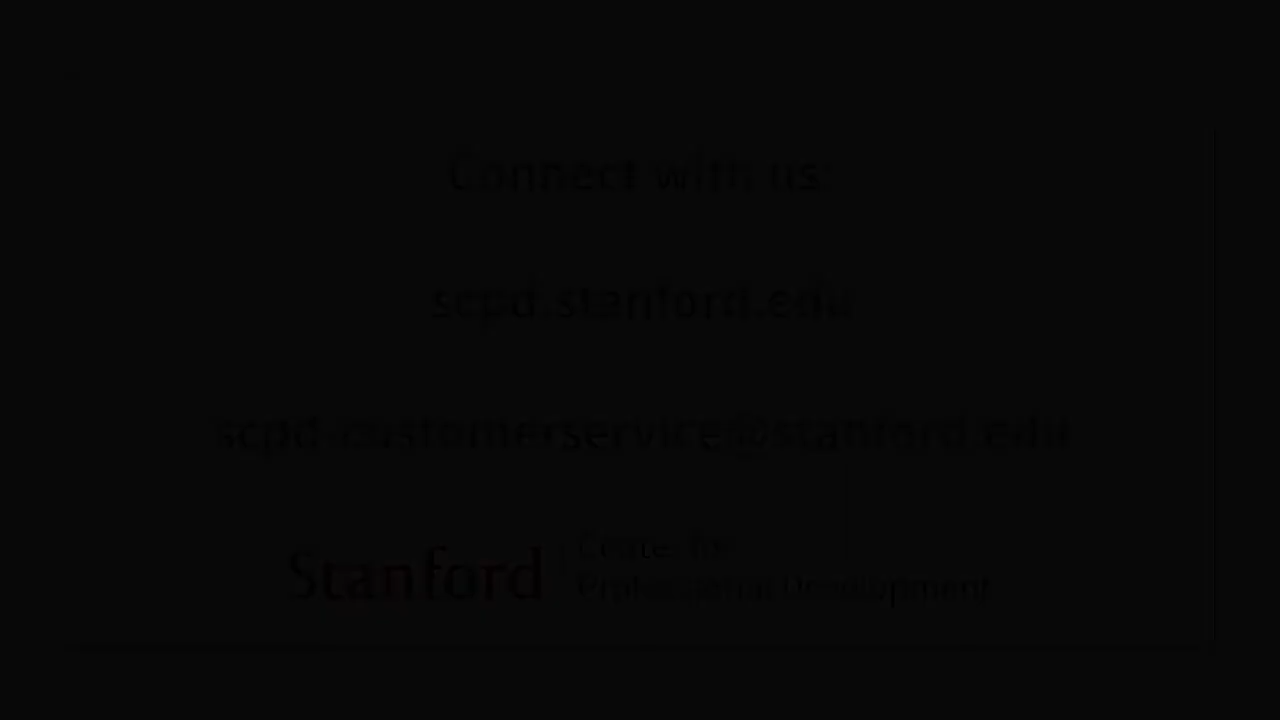 Connect with us:
scpd.stanford.edu
scpd-customerservice@stanford.edu
Stanford
Center for
Professional Development